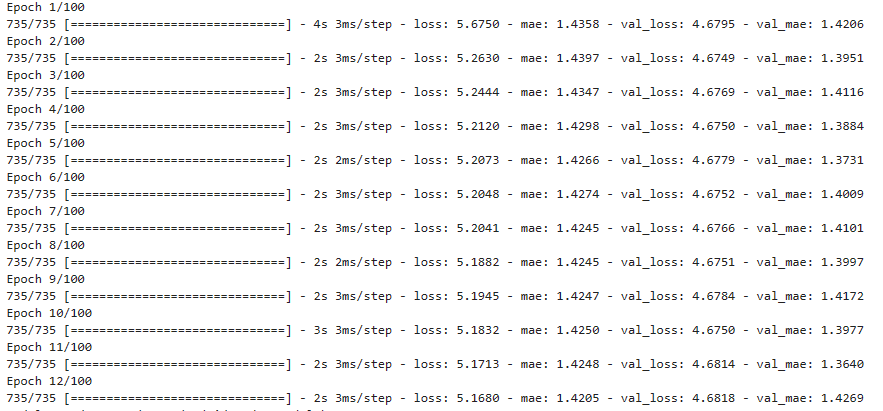 Epoch 1/100
735/735 [==============================] - 4s 3ms/step - loss: 5.6750 - mae: 1.4358 - val_loss: 4.6795 - val_mae: 1.4206
Epoch 2/100
735/735 [==============================] - 2s 3ms/step - loss: 5.2630 - mae: 1.4397 - val_loss: 4.6749 - val_mae: 1.3951
Epoch 3/100
735/735 [==============================] - 2s 3ms/step - loss: 5.2444 - mae: 1.4347 - val_loss: 4.6769 - val_mae: 1.4116
Epoch 4/100
735/735 [==============================] - 2s 3ms/step - loss: 5.2120 - mae: 1.4298 - val_loss: 4.6750 - val_mae: 1.3884
Epoch 5/100
735/735 [==============================] - 2s 2ms/step - loss: 5.2073 - mae: 1.4266 - val_loss: 4.6779 - val_mae: 1.3731
Epoch 6/100
735/735 [==============================] - 2s 3ms/step - loss: 5.2048 - mae: 1.4274 - val_loss: 4.6752 - val_mae: 1.4009
Epoch 7/100
735/735 [==============================] - 2s 3ms/step - loss: 5.2041 - mae: 1.4245 - val_loss: 4.6766 - val_mae: 1.4101
Epoch 8/100
735/735 [==============================] - 2s 2ms/step - loss: 5.1882 - mae: 1.4245 - val_loss: 4.6751 - val_mae: 1.3997
Epoch 9/100
735/735 [==============================] - 2s 3ms/step - loss: 5.1945 - mae: 1.4247 - val_loss: 4.6784 - val_mae: 1.4172
Epoch 10/100
735/735 [==============================] - 3s 3ms/step - loss: 5.1832 - mae: 1.4250 - val_loss: 4.6750 - val_mae: 1.3977
Epoch 11/100
735/735 [==============================] - 2s 3ms/step - loss: 5.1713 - mae: 1.4248 - val_loss: 4.6814 - val_mae: 1.3640
Epoch 12/100
735/735 [==============================] - 2s 3ms/step - loss: 5.1680 - mae: 1.4205 - val_loss: 4.6818 - val_mae: 1.4269